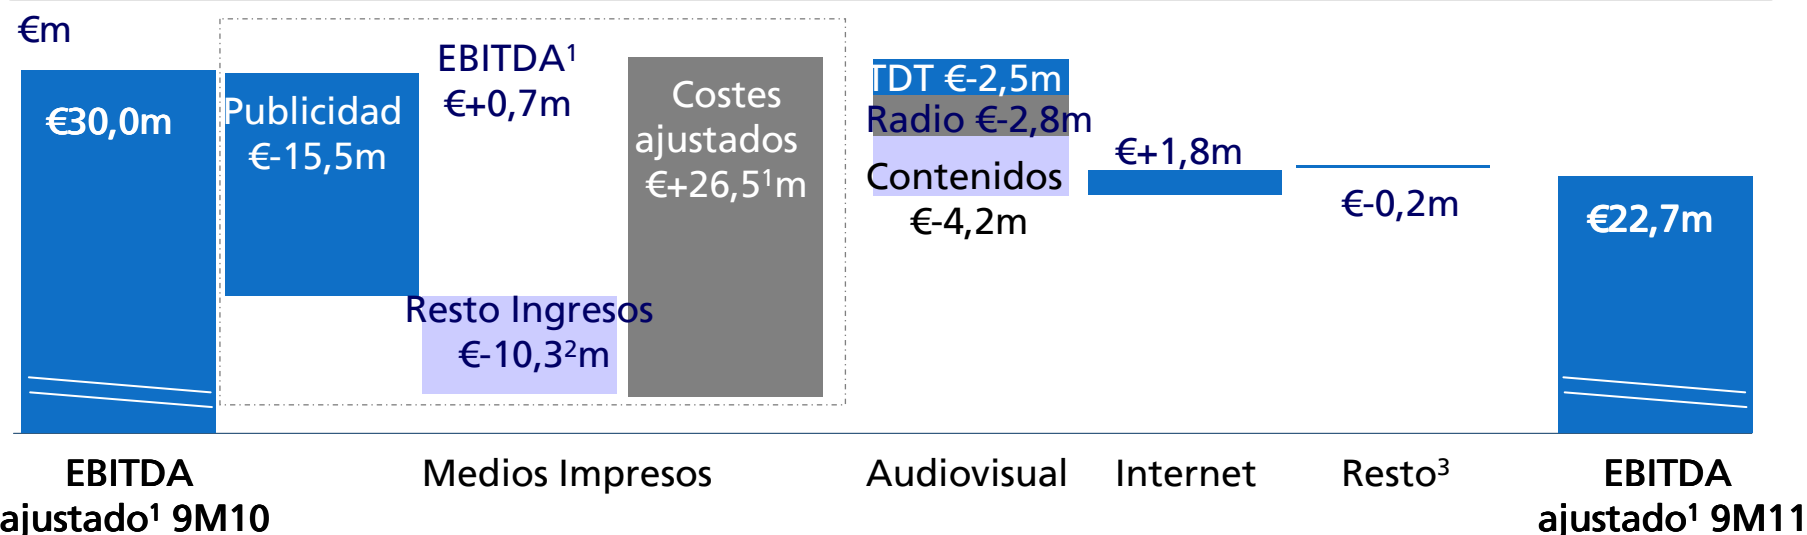 €m
€30,0m
Publicidad
€-15,5m
EBITDA¹
€+0,7m
Resto Ingresos
€-10,3²m
Costes
ajustados
€+26,5¹m
TDT €-2,5m
Radio €-2,8m
Contenidos
€-4,2m
€+1,8m
€-0,2m
€22,7m
EBITDA
ajustado¹ 9M10
Medios Impresos
Audiovisual
Internet
Resto³
EBITDA
ajustado¹ 9M11